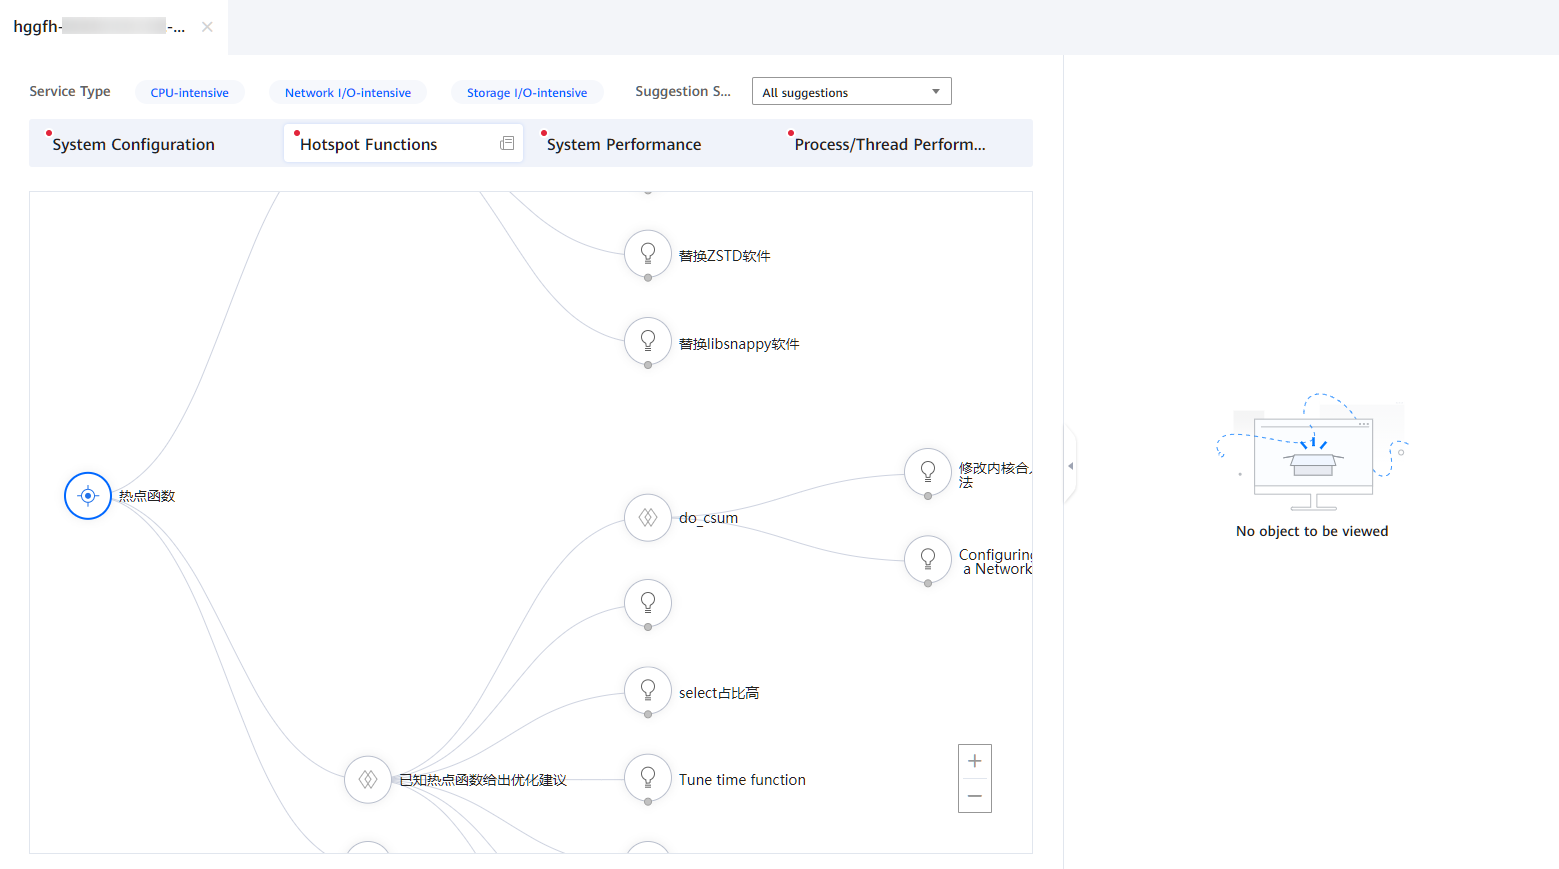 hggfh-
-...
Service Type
CPU-intensive
Network I/O-intensive
Storage I/O-intensive
Suggestion S...
All suggestions
System Configuration
Hotspot Functions
System Performance
Process/Thread Perform...
替换ZSTD软件
替换libsnappy软件
热点函数
do_csum
修改内核合
法
Configuring
a Network
select占比高
已知热点函数给出优化建议
Tune time function
No object to be viewed